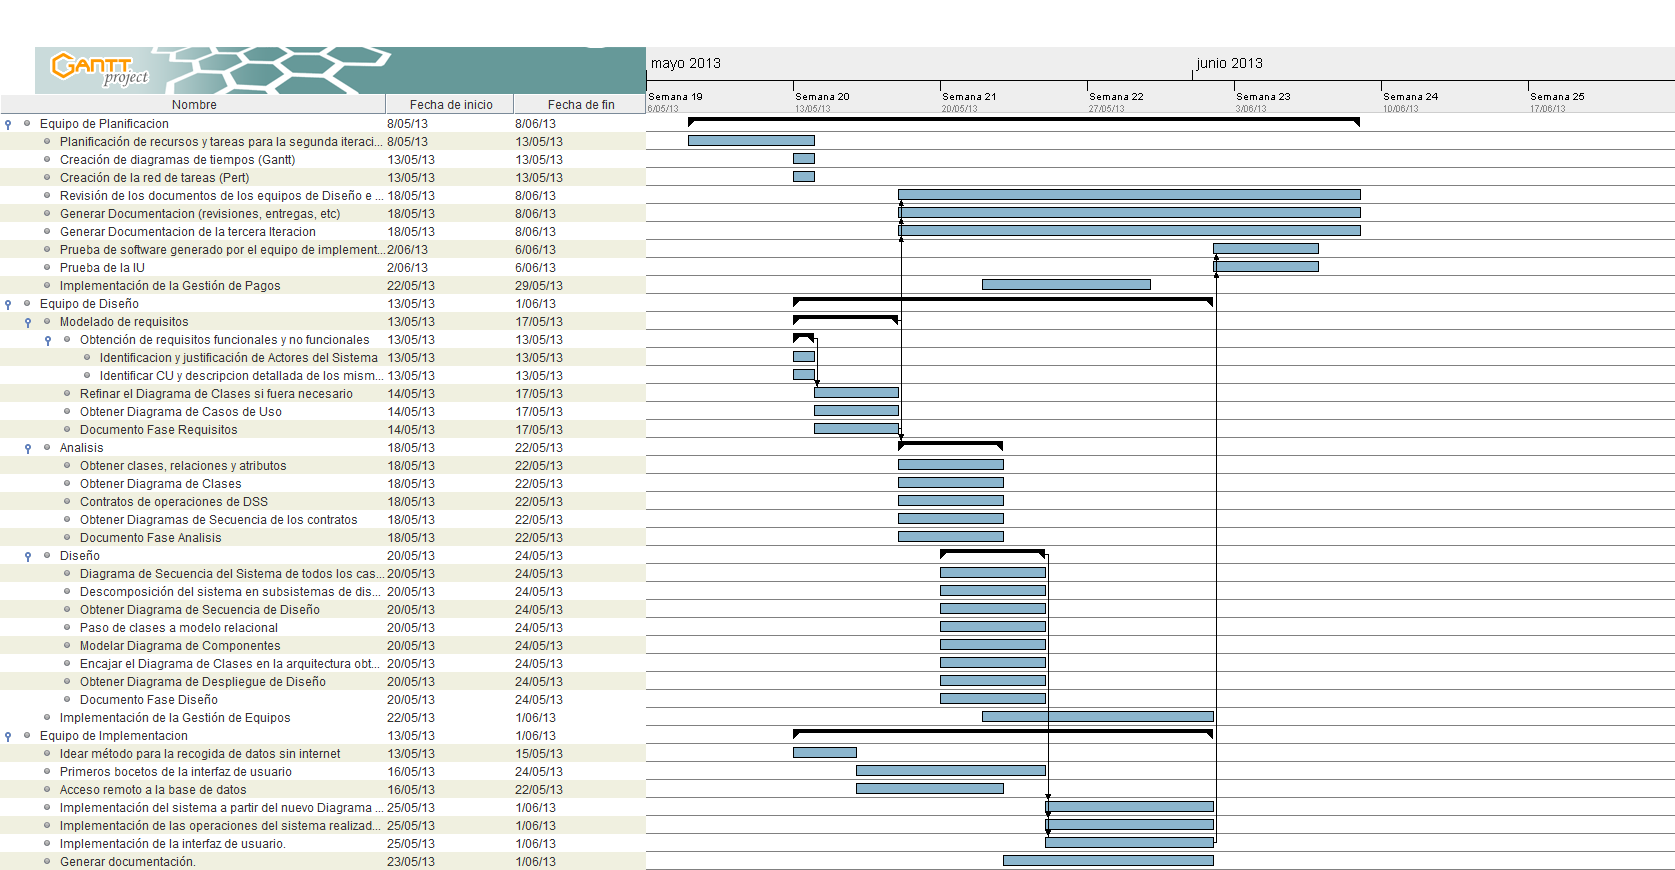 GANTT
project
mayo 2013
junio 2013
Semana 19
Semana 20
Semana 21
Semana 22
Semana 23
Semana 24
Semana 25
6/05/13
13/05/13
20/05/13
27/05/13
3/06/13
10/06/13
17/06/13
Nombre Fecha de inicio Fecha de fin
Equipo de Planificacion 8/05/13 8/06/13
Planificación de recursos y tareas para la segunda iteraci... 8/05/13 13/05/13
Creación de diagramas de tiempos (Gantt) 13/05/13 13/05/13
Creación de la red de tareas (Pert) 13/05/13 13/05/13
Revisión de los documentos de los equipos de Diseño e ... 18/05/13 8/06/13
Generar Documentacion (revisiones, entregas, etc) 18/05/13 8/06/13
Generar Documentacion de la tercera Iteracion 18/05/13 8/06/13
Prueba de software generado por el equipo de implement... 2/06/13 6/06/13
Prueba de la IU 2/06/13 6/06/13
Implementación de la Gestión de Pagos 22/05/13 29/05/13
Equipo de Diseño 13/05/13 1/06/13
Modelado de requisitos 13/05/13 17/05/13
Obtención de requisitos funcionales y no funcionales 13/05/13 13/05/13
Identificacion y justificación de Actores del Sistema 13/05/13 13/05/13
Identificar CU y descripcion detallada de los mism... 13/05/13 13/05/13
Refinar el Diagrama de Clases si fuera necesario 14/05/13 17/05/13
Obtener Diagrama de Casos de Uso 14/05/13 17/05/13
Documento Fase Requisitos 14/05/13 17/05/13
Analisis 18/05/13 22/05/13
Obtener clases, relaciones y atributos 18/05/13 22/05/13
Obtener Diagrama de Clases 18/05/13 22/05/13
Contratos de operaciones de DSS 18/05/13 22/05/13
Obtener Diagramas de Secuencia de los contratos 18/05/13 22/05/13
Documento Fase Analisis 18/05/13 22/05/13
Diseño 20/05/13 24/05/13
Diagrama de Secuencia del Sistema de todos los cas... 20/05/13 24/05/13
Descomposición del sistema en subsistemas de dis... 20/05/13 24/05/13
Obtener Diagrama de Secuencia de Diseño 20/05/13 24/05/13
Paso de clases a modelo relacional 20/05/13 24/05/13
Modelar Diagrama de Componentes 20/05/13 24/05/13
Encajar el Diagrama de Clases en la arquitectura obt... 20/05/13 24/05/13
Obtener Diagrama de Despliegue de Diseño 20/05/13 24/05/13
Documento Fase Diseño 20/05/13 24/05/13
Implementación de la Gestión de Equipos 22/05/13 1/06/13
Equipo de Implementacion 13/05/13 1/06/13
Idear método para la recogida de datos sin internet 13/05/13 15/05/13
Primeros bocetos de la interfaz de usuario 16/05/13 24/05/13
Acceso remoto a la base de datos 16/05/13 22/05/13
Implementación del sistema a partir del nuevo Diagrama ... 25/05/13 1/06/13
Implementación de las operaciones del sistema realizad... 25/05/13 1/06/13
Implementación de la interfaz de usuario. 25/05/13 1/06/13
Generar documentación. 23/05/13 1/06/13